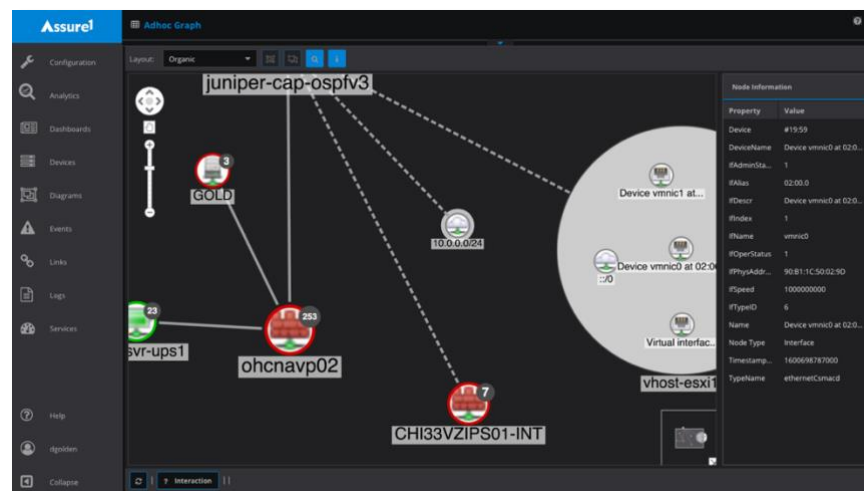 Assure1
Adhoc Graph
Configuration
Analytics
Dashboards
Devices
Diagrams
Events
Links
Logs
Services
Help
dgolden
Collapse
Layout: Organic
juniper-cap-ospfv3
3
GOLD
10.0.0.0/24
23
svr-ups1
253
ohcnavp02
7
CHI33VZIPS01-INT
Device vmnic1 at...
Device vmnic0 at 02:0
::/0
Virtual interfac...
vhost-esxi1
? Interaction
Node Information
Property Value
Device #19:59
DeviceName Device vmnic0 at 02:0...
IfAdminSta... 1
IfAlias 02:00.0
IfDescr Device vmnic0 at 02:0...
IfIndex 1
IfName vmnic0
IfOperStatus 1
IfPhysAddr... 90:B1:1C:50:02:9D
IfSpeed 1000000000
IfTypeID 6
Name Device vmnic0 at 02:0...
Node Type Interface
Timestamp... 1600698787000
TypeName ethernetCsmacd